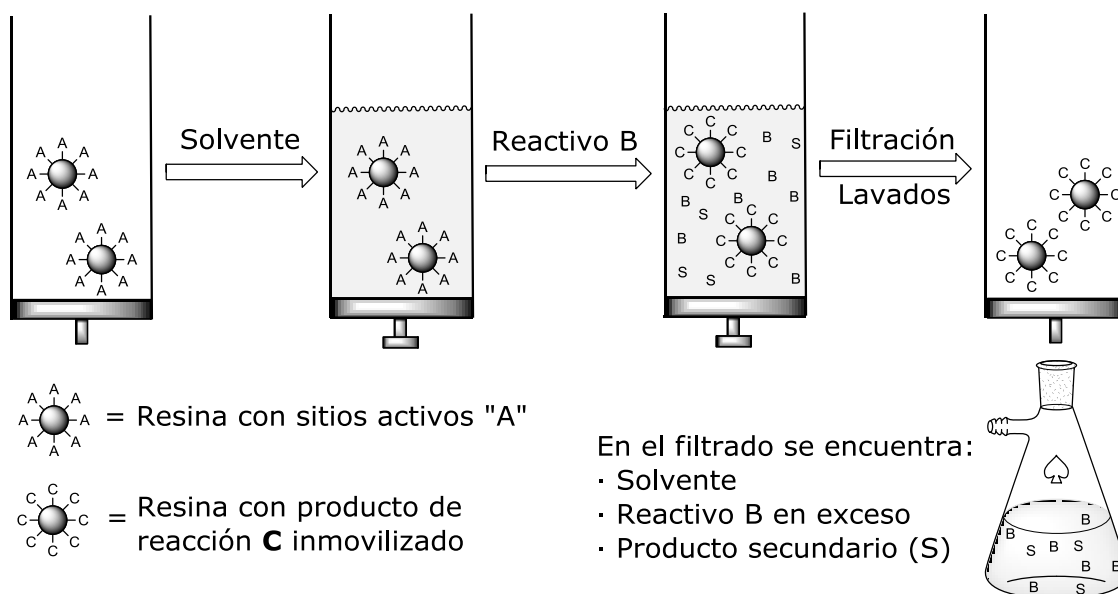 Solvente
Reactivo B
Filtración
Lavados
A A A A A A A A
A A A A A A A A
A A A A A A A A
A A A A A A A A
C C C C C C C C
C C C C C C C C
B S B B B S B B S S B
C C C C C C C C
C C C C C C C C
A A A A A A A A
= Resina con sitios activos "A"
C C C C C C C C
= Resina con producto de
reacción C inmovilizado
En el filtrado se encuentra:
· Solvente
· Reactivo B en exceso
· Producto secundario (S)
B
B S B S B
B B
B S